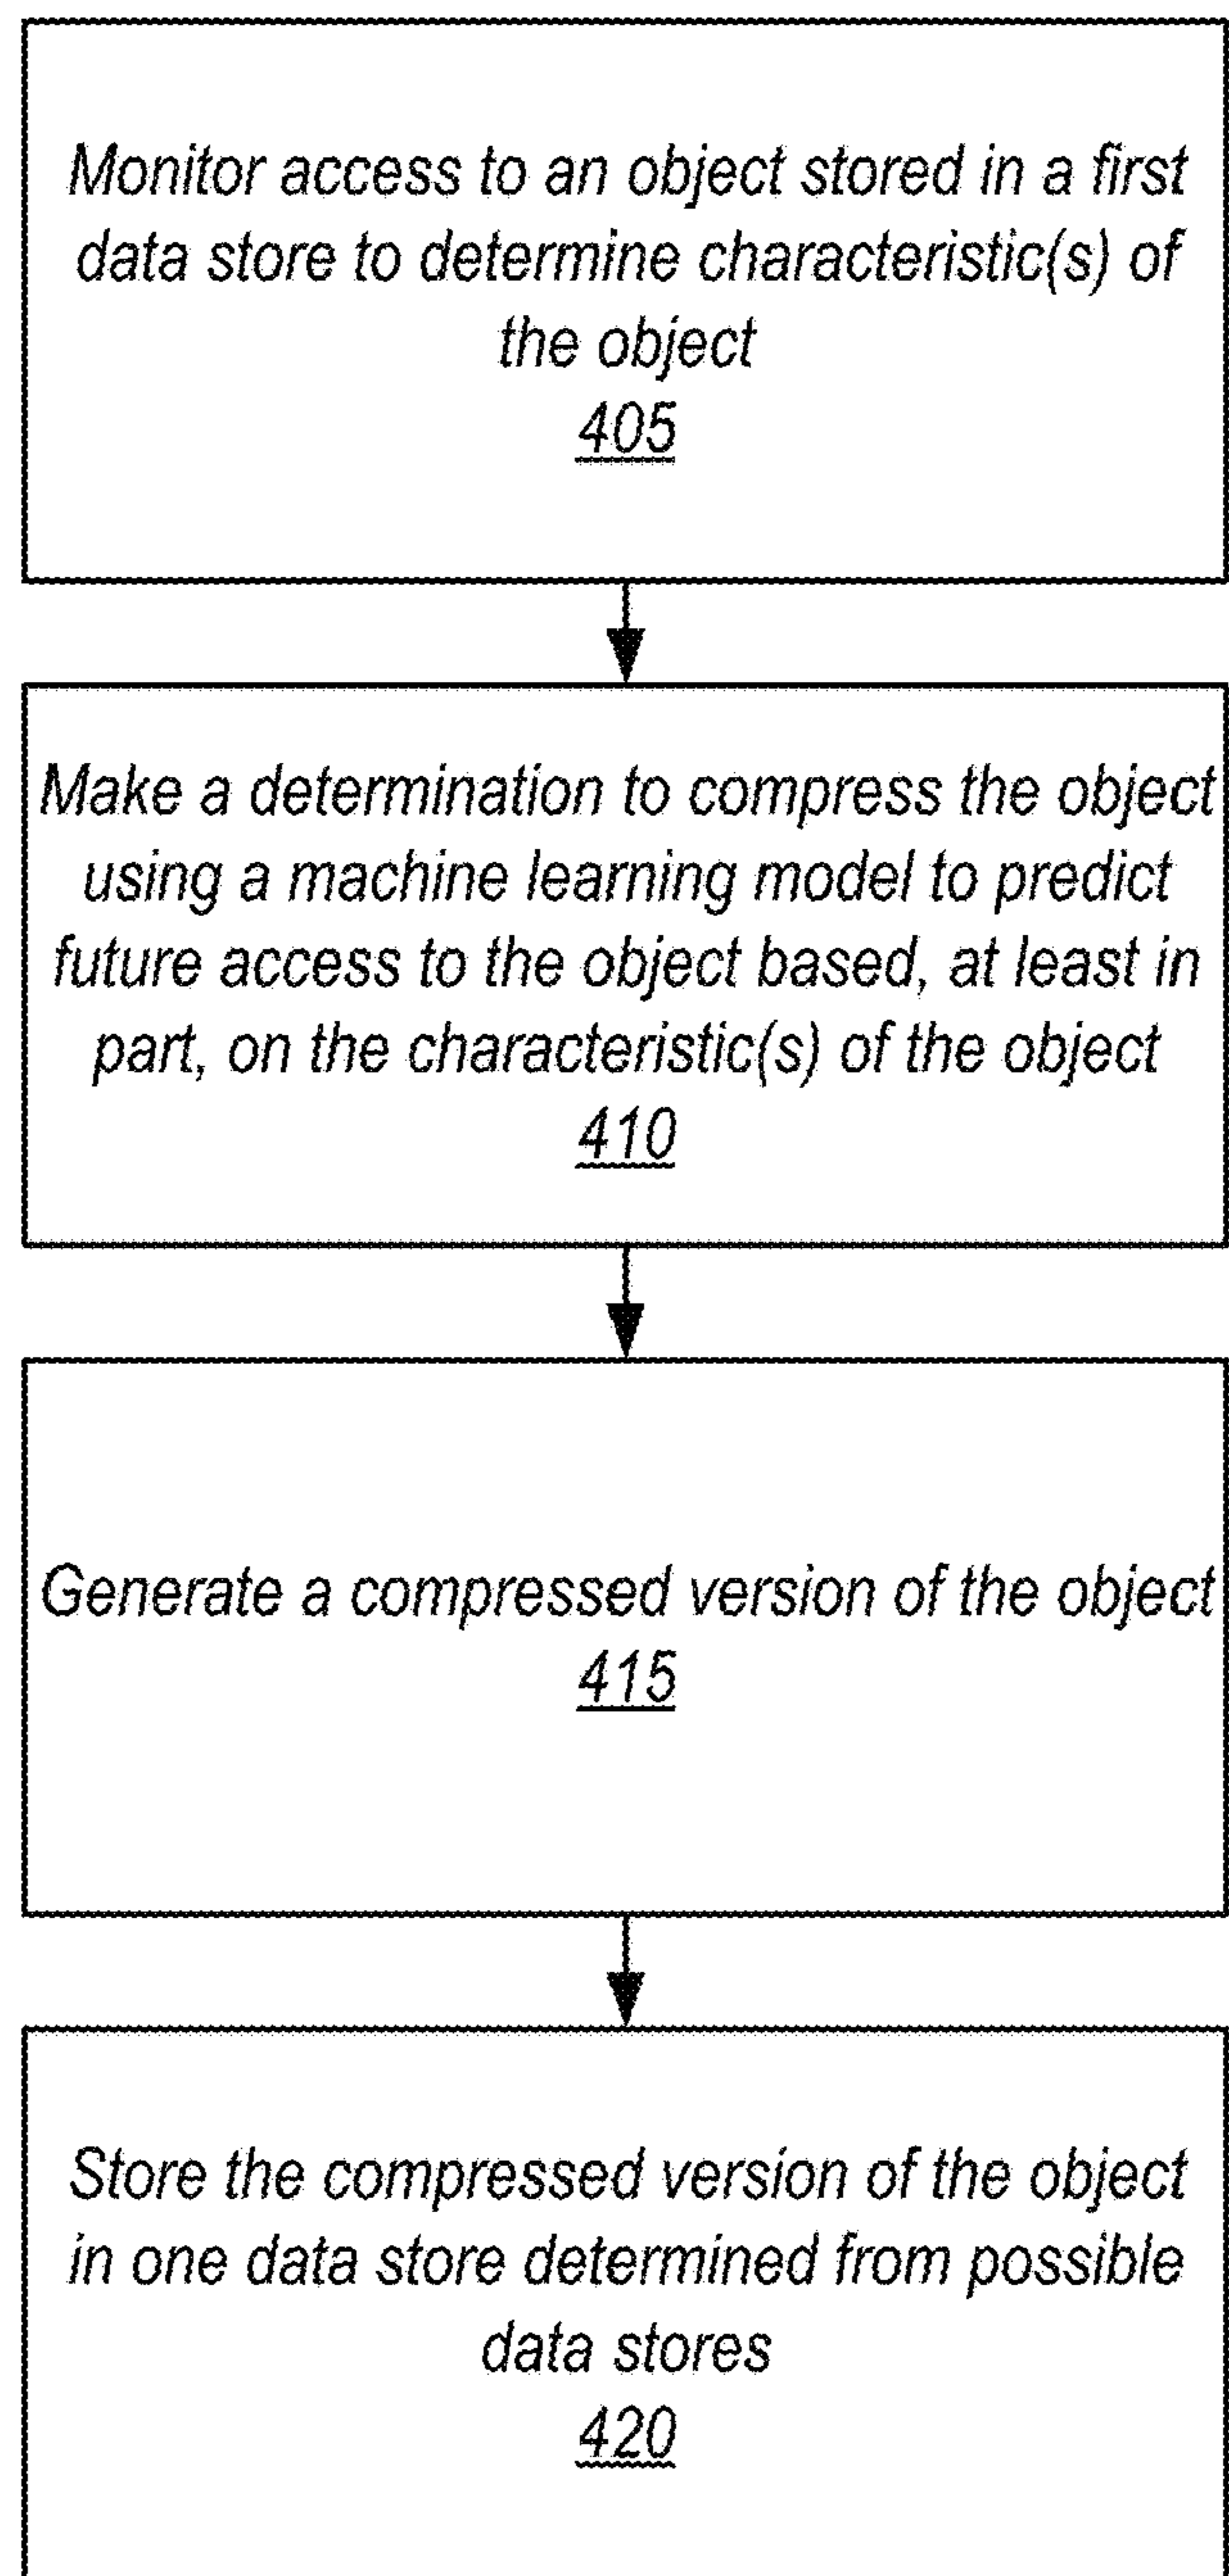 Monitor access to an object stored in a first
data store to determine characteristic(s) of
the object
405
Make a determination to compress the object
using a machine learning model to predict
future access to the object based, at least in
part, on the characteristic(s) of the object
410
Generate a compressed version of the object
415
Store the compressed version of the object
in one data store determined from possible
data stores
420